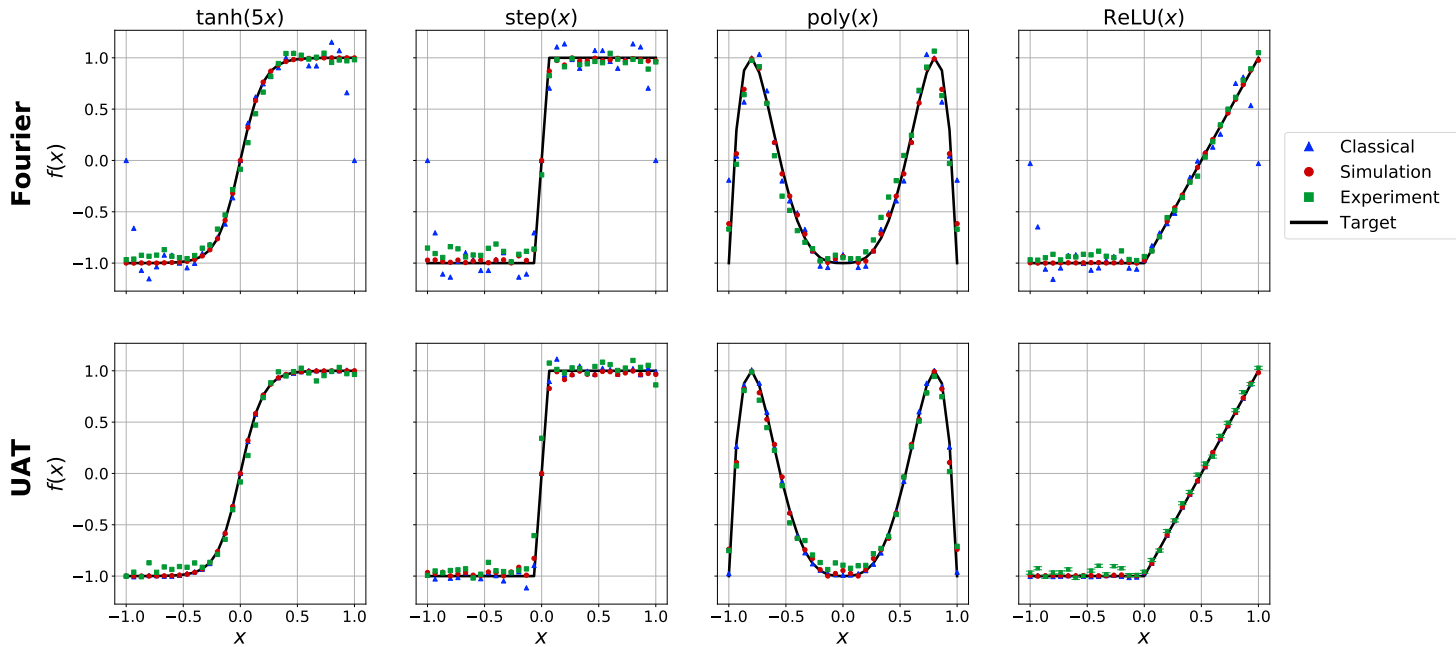 tanh(5x) step(x) poly(x) ReLU(x)
Fourier
f(x)
1.0
0.5
0.0
−0.5
−1.0
Classical
Simulation
Experiment
Target
UAT
f(x)
1.0
0.5
0.0
−0.5
−1.0
−1.0 −0.5 0.0 0.5 1.0 −1.0 −0.5 0.0 0.5 1.0 −1.0 −0.5 0.0 0.5 1.0 −1.0 −0.5 0.0 0.5 1.0
x x x x